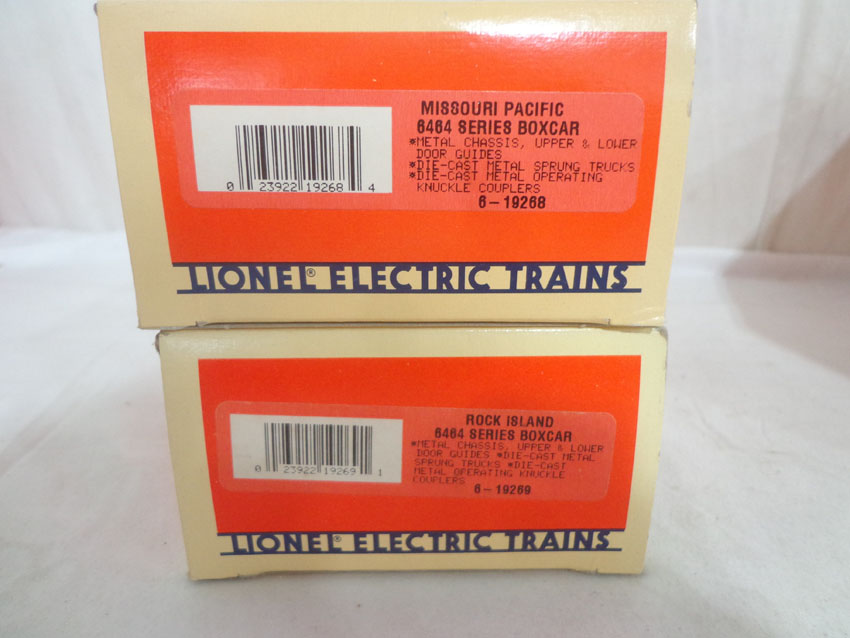 MISSOURI PACIFIC
6464 SERIES BOXCAR
*METAL CHASSIS, UPPER & LOWER
DOOR GUIDES
*DIE-CAST METAL SPRUNG TRUCKS
*DIE-CAST METAL OPERATING
KNUCKLE COUPLERS
6-19268
0 23922 19268 4
LIONEL® ELECTRIC TRAINS
ROCK ISLAND
6464 SERIES BOXCAR
*METAL CHASSIS, UPPER & LOWER
DOOR GUIDES *DIE-CAST METAL
SPRUNG TRUCKS *DIE-CAST
METAL OPERATING KNUCKLE
COUPLERS
6-19269
0 23922 19269 1
LIONEL® ELECTRIC TRAINS